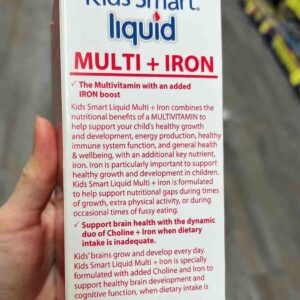 Kids Smart®
liquid
MULTI + IRON
✓ The Multivitamin with an added
IRON boost
Kids Smart Liquid Multi + Iron combines the
nutritional benefits of a MULTIVITAMIN to
help support your child's healthy growth
and development, energy production, healthy
immune system function, and general health
& wellbeing, with an additional key nutrient,
iron. Iron is particularly important to support
healthy growth and development in children.
Kids Smart Liquid Multi + Iron is formulated
to help support nutritional gaps during times
of growth, extra physical activity, or during
occasional times of fussy eating.
✓ Support brain health with the dynamic
duo of Choline + Iron when dietary
intake is inadequate.
Kids' brains grow and develop every day.
Kids Smart Liquid Multi + Iron is specially
formulated with added Choline and Iron to
support healthy brain development and
cognitive function, when dietary intake is